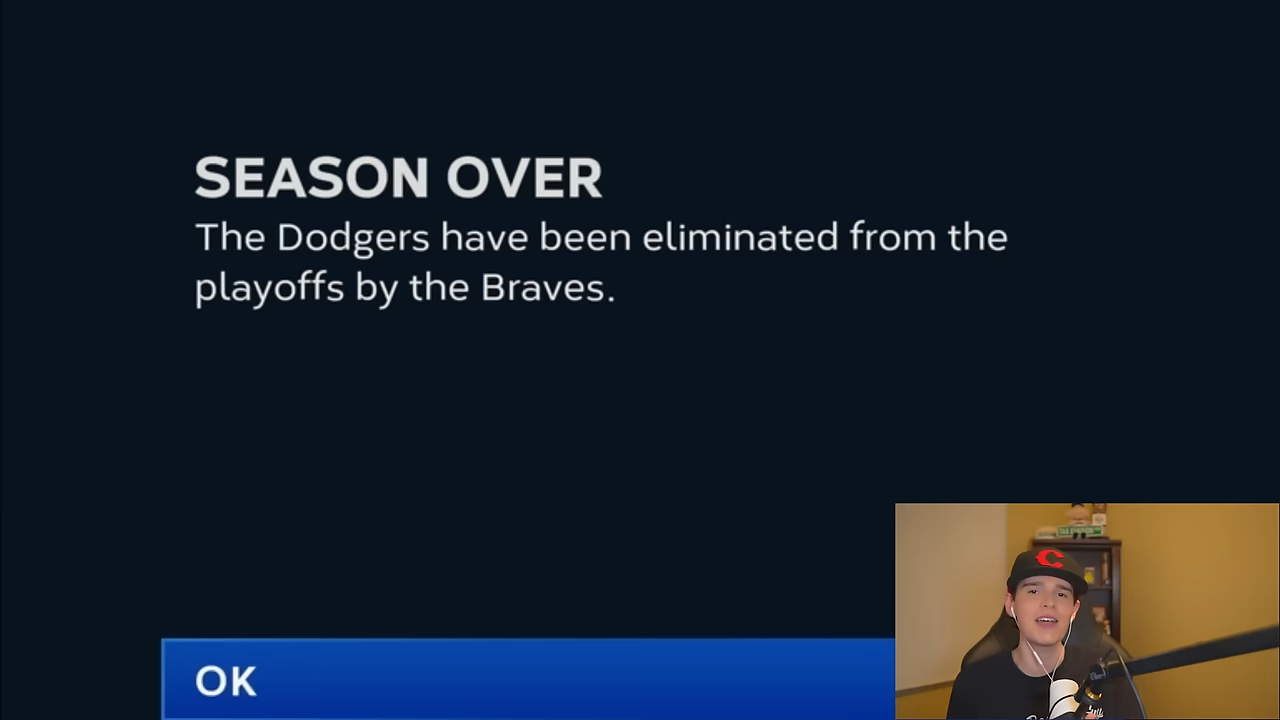 SEASON OVER
The Dodgers have been eliminated from the
playoffs by the Braves.
OK
C